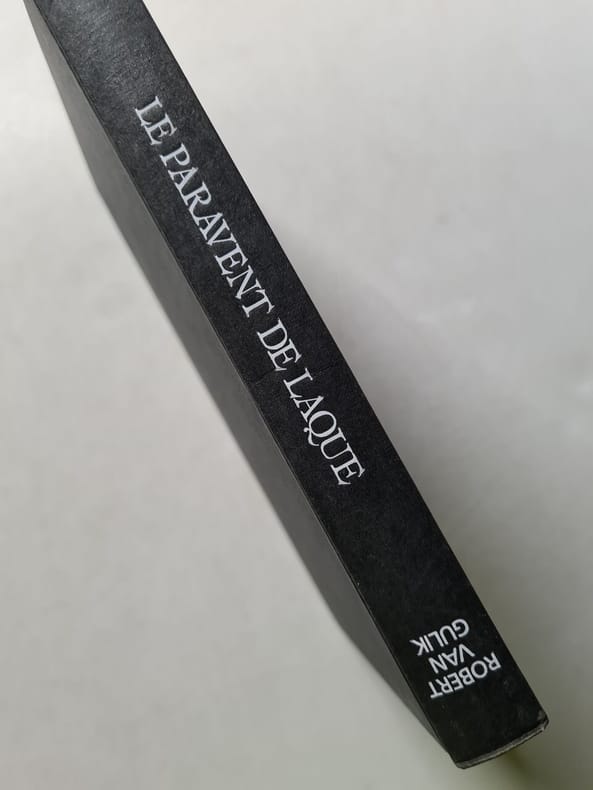 LE PARAVENT DE LAQUE
ROBERT
VAN
GULIK